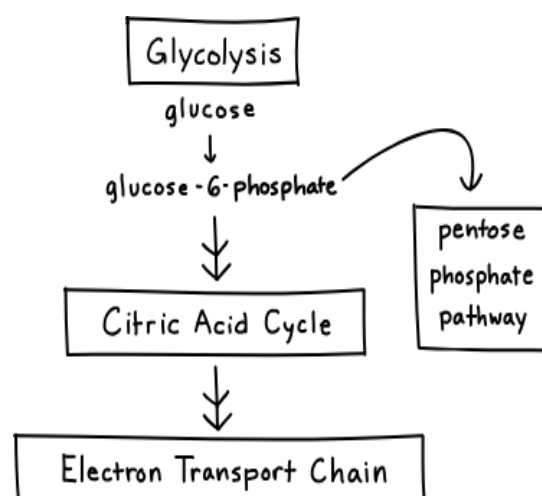 Glycolysis
glucose
glucose-6-phosphate
pentose
phosphate
pathway
Citric Acid Cycle
Electron Transport Chain